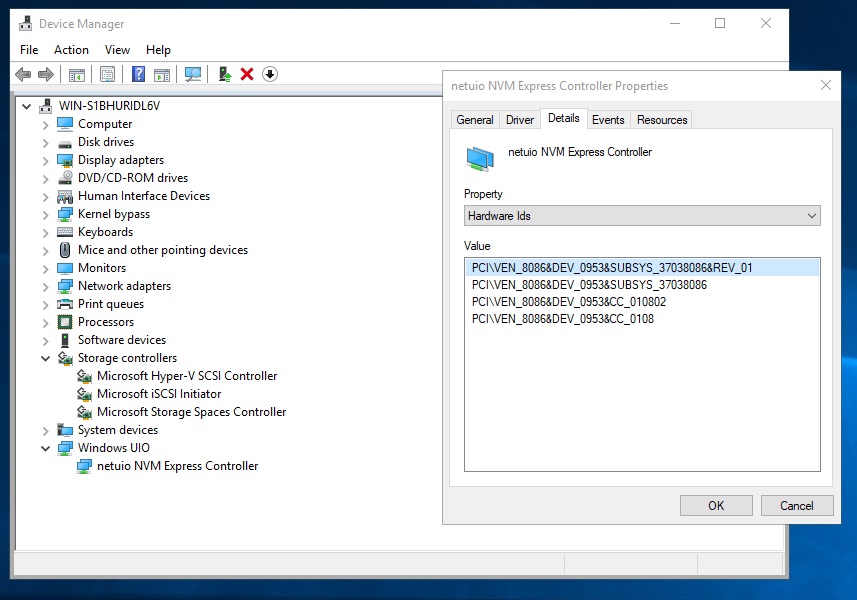 Device Manager
File Action View Help
WIN-S1BHURIDL6V
Computer
Disk drives
Display adapters
DVD/CD-ROM drives
Human Interface Devices
Kernel bypass
Keyboards
Mice and other pointing devices
Monitors
Network adapters
Print queues
Processors
Software devices
Storage controllers
Microsoft Hyper-V SCSI Controller
Microsoft iSCSI Initiator
Microsoft Storage Spaces Controller
System devices
Windows UIO
netuio NVM Express Controller
netuio NVM Express Controller Properties
General Driver Details Events Resources
netuio NVM Express Controller
Property
Hardware Ids
Value
PCI\VEN_8086&DEV_0953&SUBSYS_37038086&REV_01
PCI\VEN_8086&DEV_0953&SUBSYS_37038086
PCI\VEN_8086&DEV_0953&CC_010802
PCI\VEN_8086&DEV_0953&CC_0108
OK Cancel